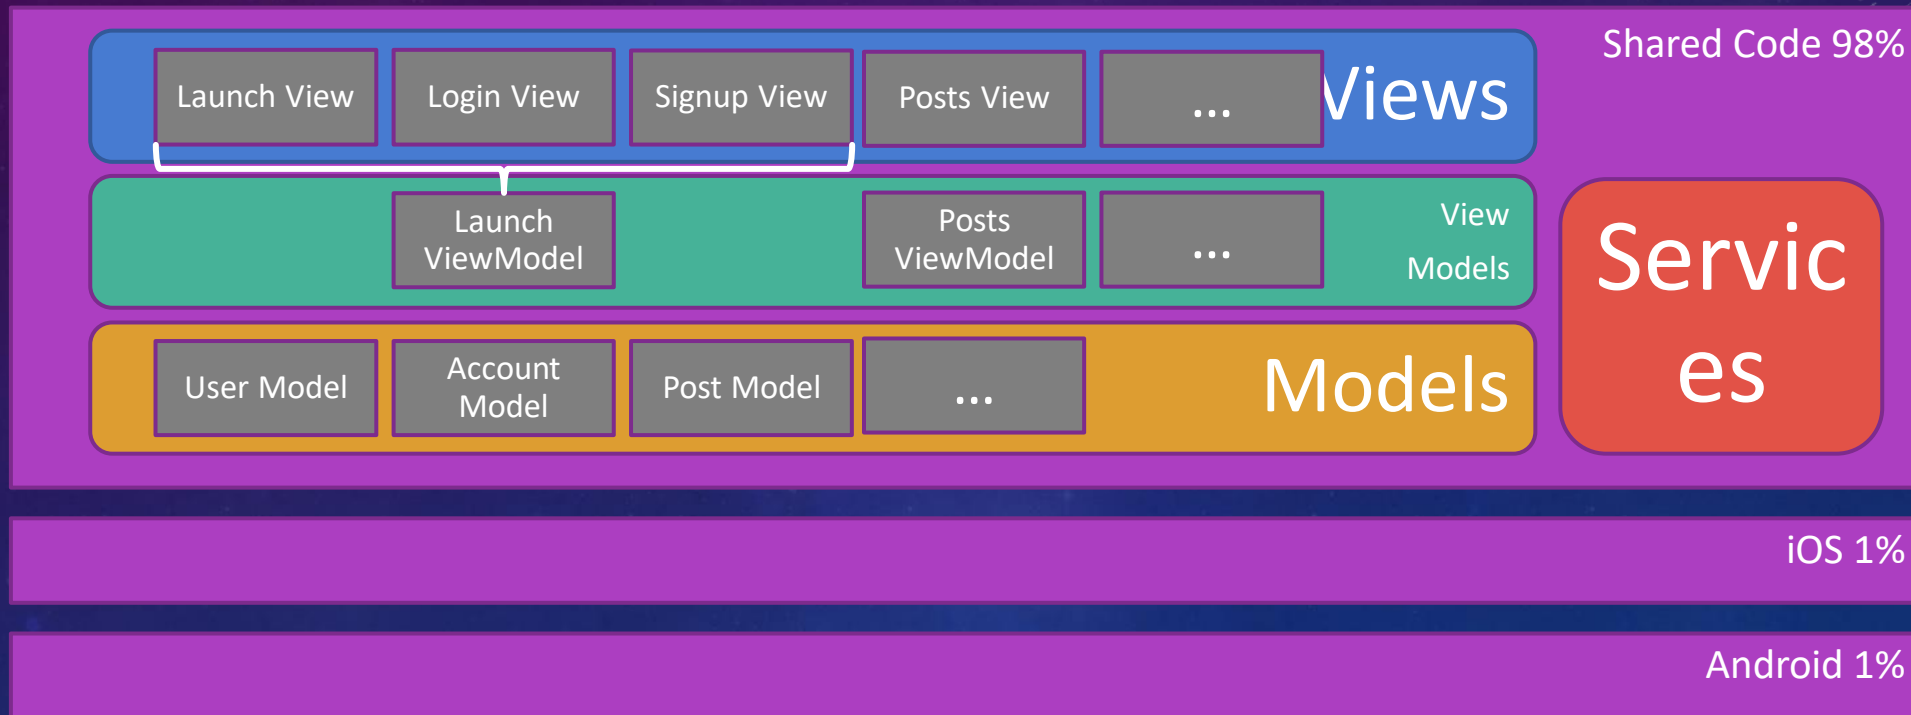 Shared Code 98%
Launch View
Login View
Signup View
Posts View
...
Views
Launch
ViewModel
Posts
ViewModel
...
View
Models
Servic
es
User Model
Account
Model
Post Model
...
Models
iOS 1%
Android 1%